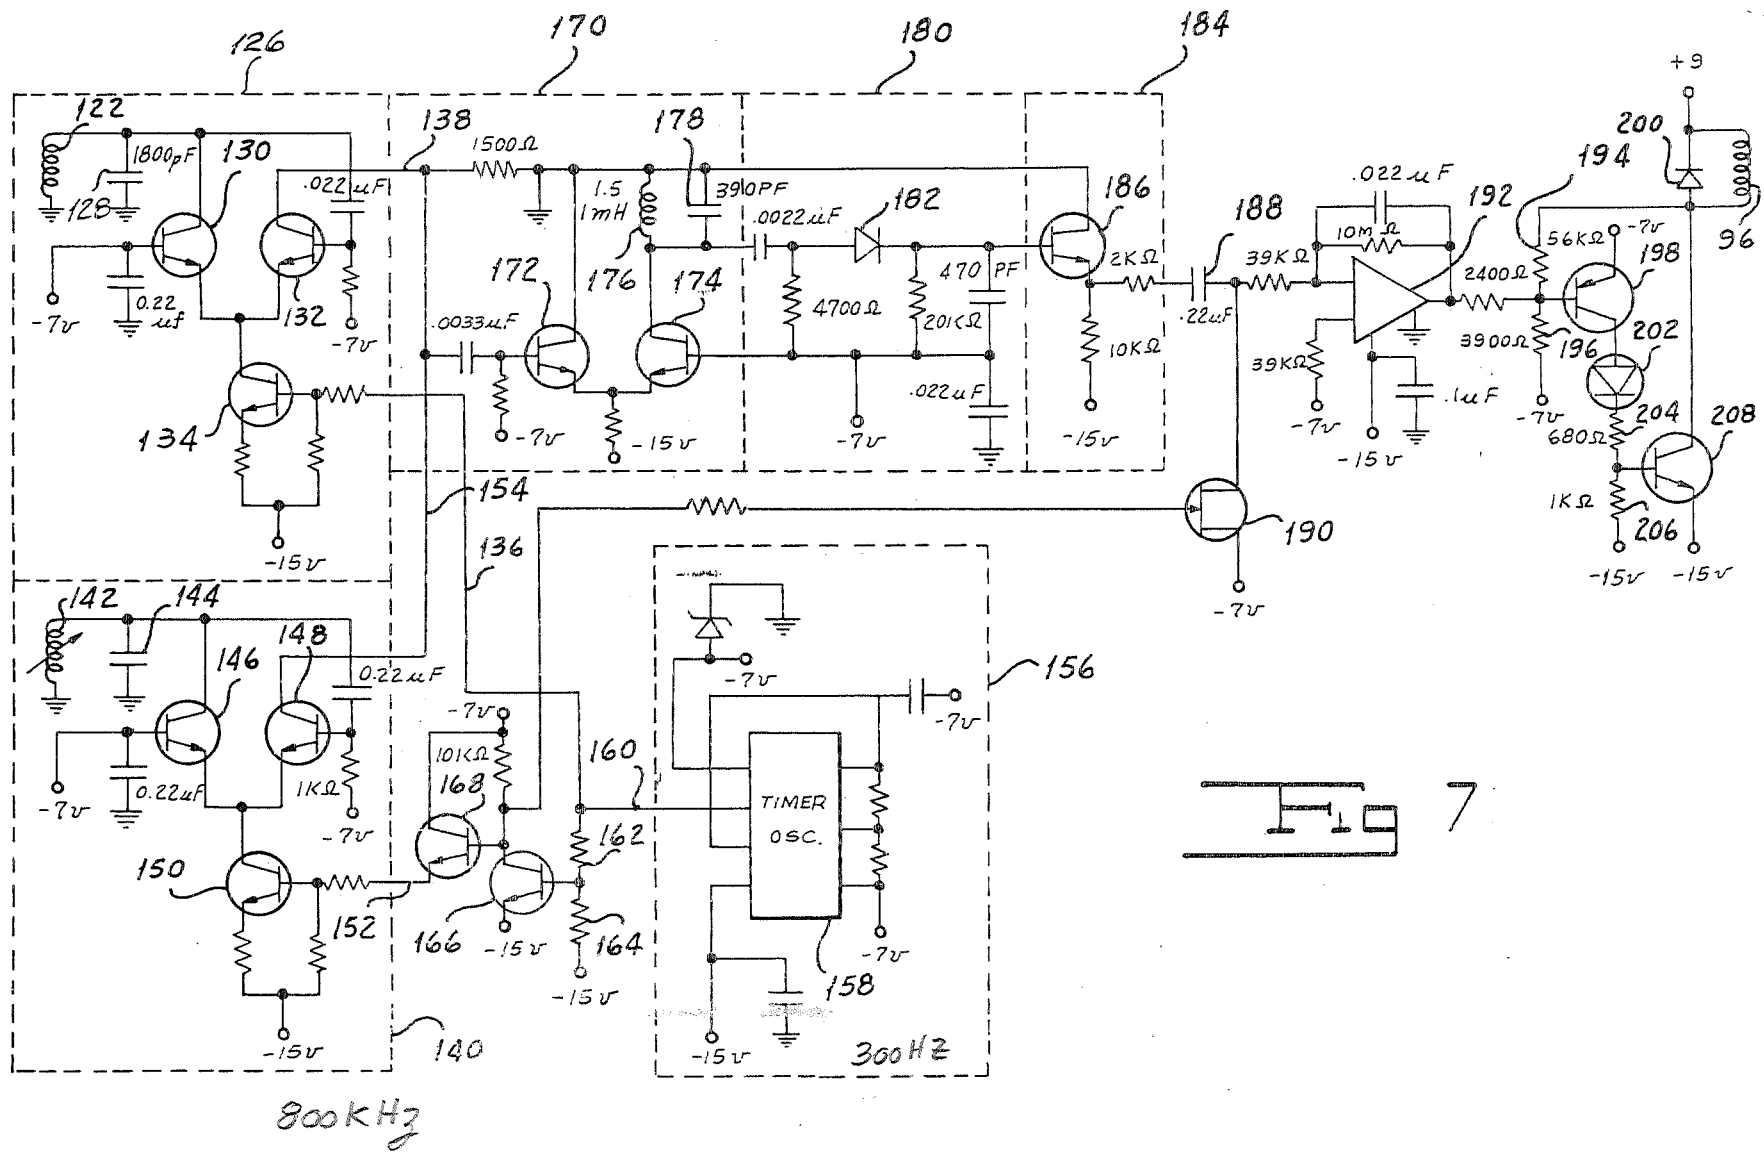 126
170
180
184
+9
122
1800pF
130
138
1500Ω
178
200
194
128
.022uF
1.5
1mH
390PF
.0022uF
182
186
188
.022uF
192
10mΩ
56KΩ
-7v
96
198
-7v
0.22
uf
132
-7v
172
176
174
4700Ω
470 PF
201KΩ
2KΩ
.22uF
39KΩ
2400Ω
3900Ω
196
202
.0033uF
10KΩ
39KΩ
134
-7v
-15v
-7v
.022uF
-15v
-7v
-15v
.1uF
-7v
680Ω
204
208
1KΩ
206
-15v
-15v
-15v
154
136
190
-7v
142
144
146
148
0.22uF
-7v
-7v
156
-7v
-7v
0.22uF
1KΩ
-7v
101KΩ
168
160
TIMER
OSC.
162
150
152
166
-15v
164
-15v
-7v
158
-15v
140
-15v
300HZ
800KHz
Fig 7